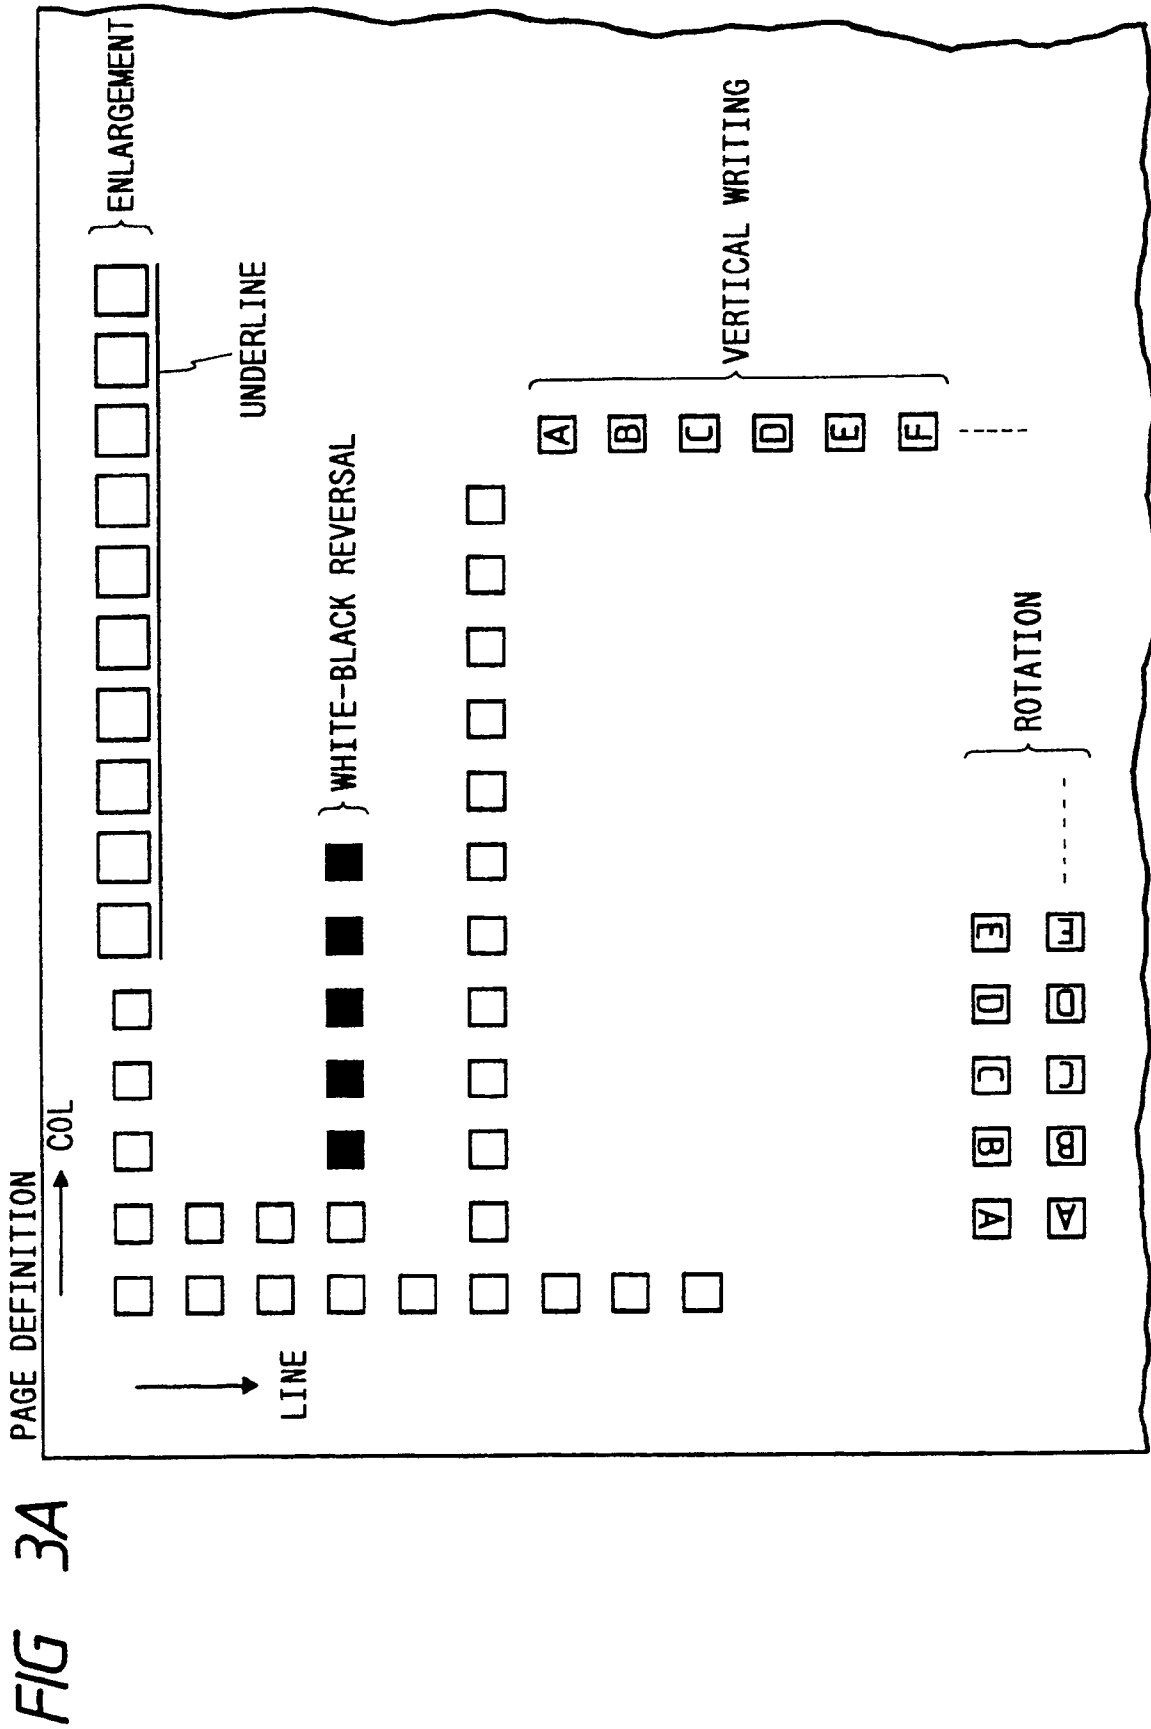 FIG 3A
PAGE DEFINITION
COL
LINE
ENLARGEMENT
UNDERLINE
WHITE-BLACK REVERSAL
A
B
C
D
E
F
VERTICAL WRITING
A B C D E
A B C D E
ROTATION